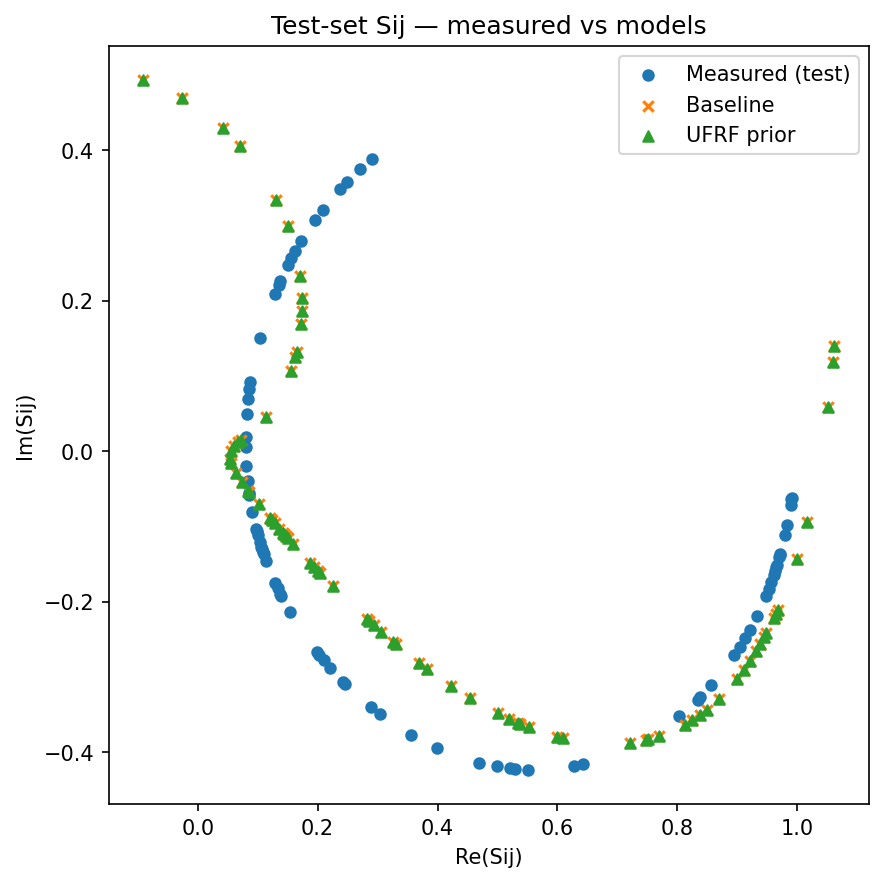 Test-set Sij — measured vs models
Measured (test)
Baseline
UFRF prior
0.4
0.2
0.0
−0.2
−0.4
Im(Sij)
0.0 0.2 0.4 0.6 0.8 1.0
Re(Sij)